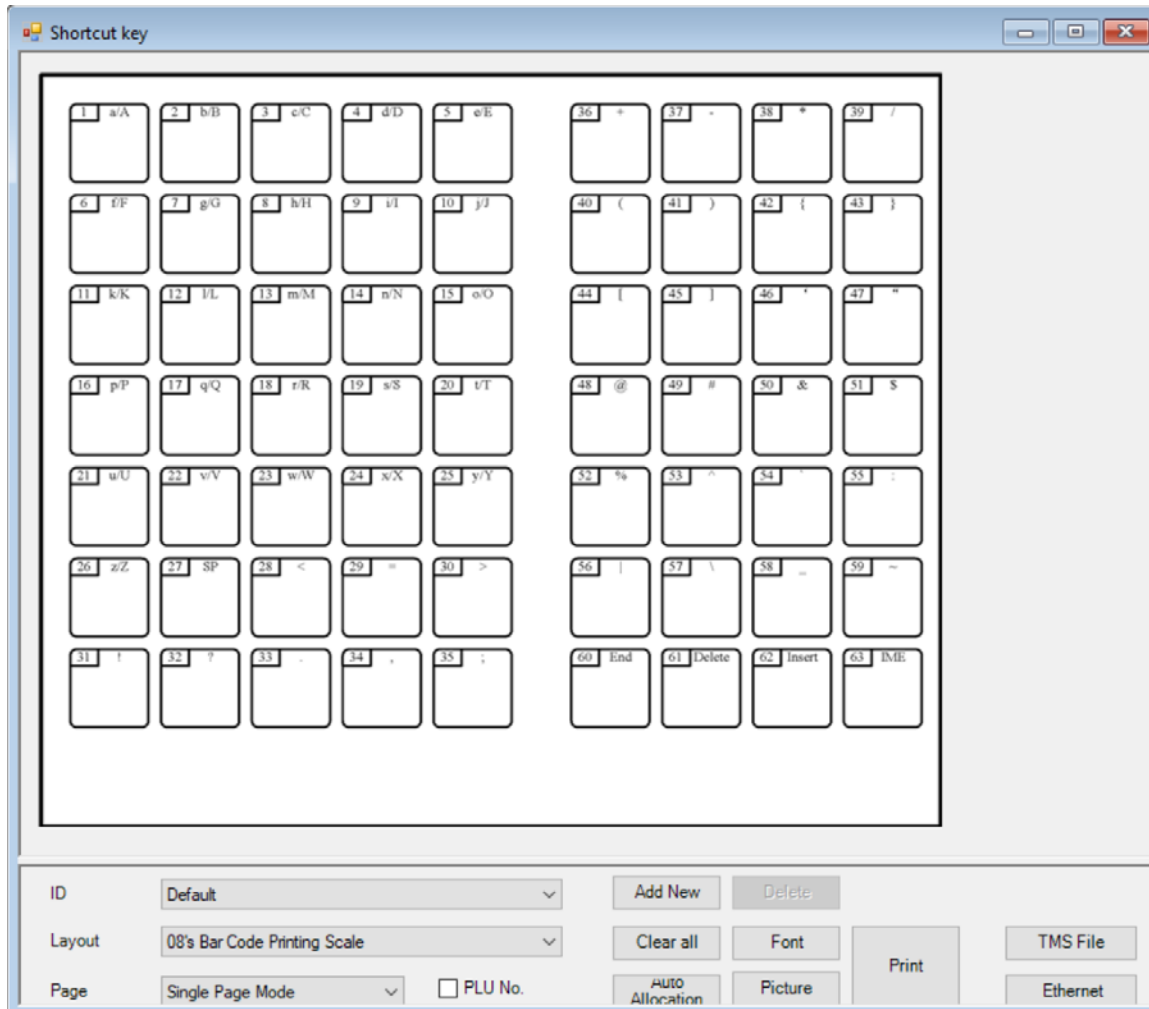 Shortcut key
1 a/A 2 b/B 3 c/C 4 d/D 5 e/E 36 + 37 - 38 * 39 /
6 f/F 7 g/G 8 h/H 9 i/I 10 j/J 40 ( 41 ) 42 { 43 }
11 k/K 12 l/L 13 m/M 14 n/N 15 o/O 44 [ 45 ] 46 ' 47 "
16 p/P 17 q/Q 18 r/R 19 s/S 20 t/T 48 @ 49 # 50 & 51 $
21 u/U 22 v/V 23 w/W 24 x/X 25 y/Y 52 % 53 ^ 54 ` 55 :
26 z/Z 27 SP 28 < 29 = 30 > 56 | 57 \ 58 _ 59 ~
31 ! 32 ? 33 . 34 , 35 ; 60 End 61 Delete 62 Insert 63 IME
ID Default Add New Delete
Layout 08's Bar Code Printing Scale Clear all Font Print TMS File
Page Single Page Mode PLU No. Auto Allocation Picture Ethernet